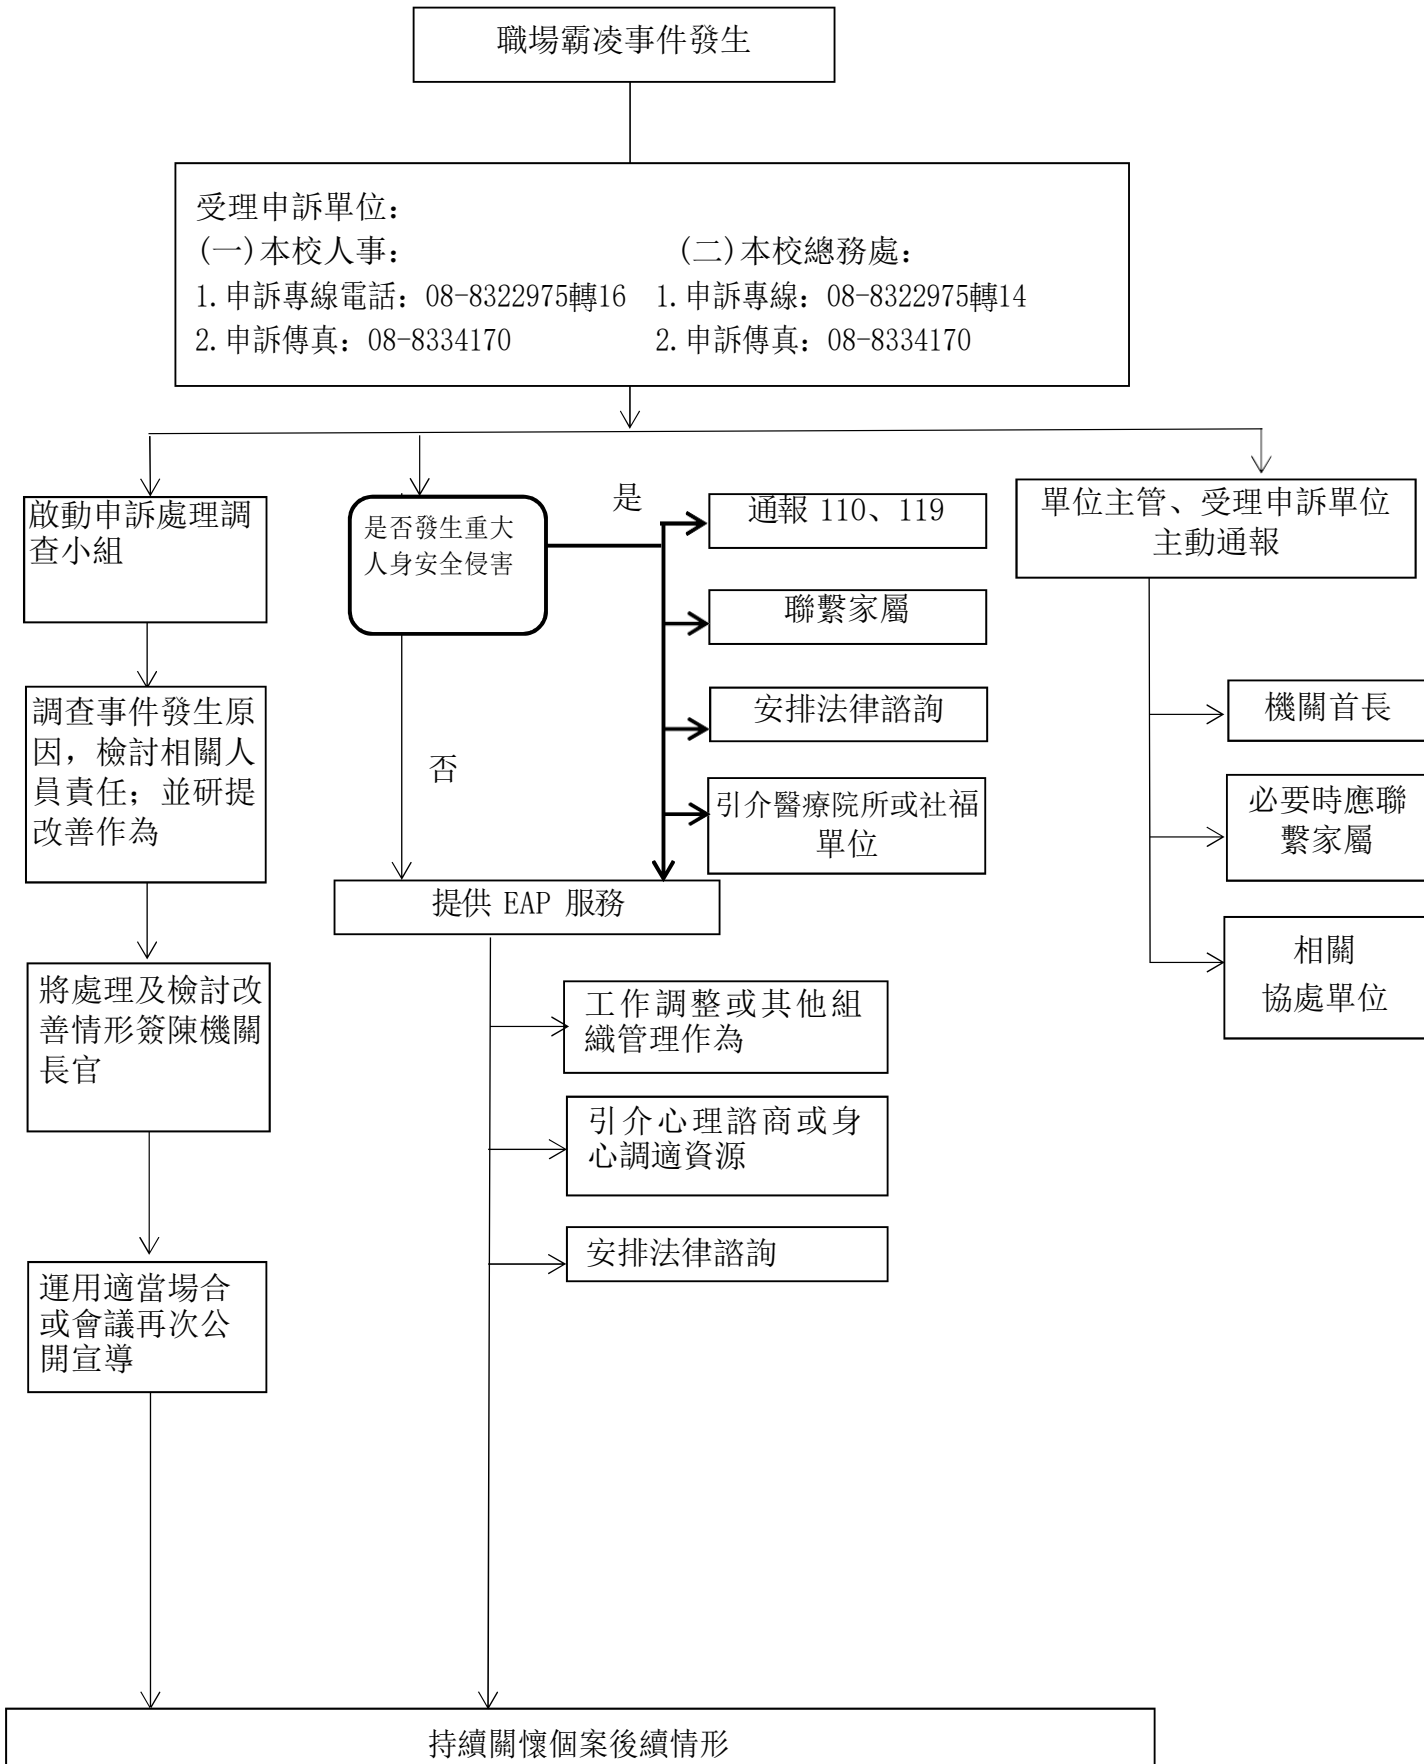 職場霸凌事件發生
受理申訴單位：
(一)本校人事： (二)本校總務處：
1.申訴專線電話：08-8322975轉16 1.申訴專線：08-8322975轉14
2.申訴傳真：08-8334170 2.申訴傳真：08-8334170
啟動申訴處理調
查小組
調查事件發生原
因，檢討相關人
員責任；並研提
改善作為
將處理及檢討改
善情形簽陳機關
長官
運用適當場合
或會議再次公
開宣導
是否發生重大
人身安全侵害
是
否
通報 110、119
聯繫家屬
安排法律諮詢
引介醫療院所或社福
單位
提供 EAP 服務
工作調整或其他組
織管理作為
引介心理諮商或身
心調適資源
安排法律諮詢
單位主管、受理申訴單位
主動通報
機關首長
必要時應聯
繫家屬
相關
協處單位
持續關懷個案後續情形